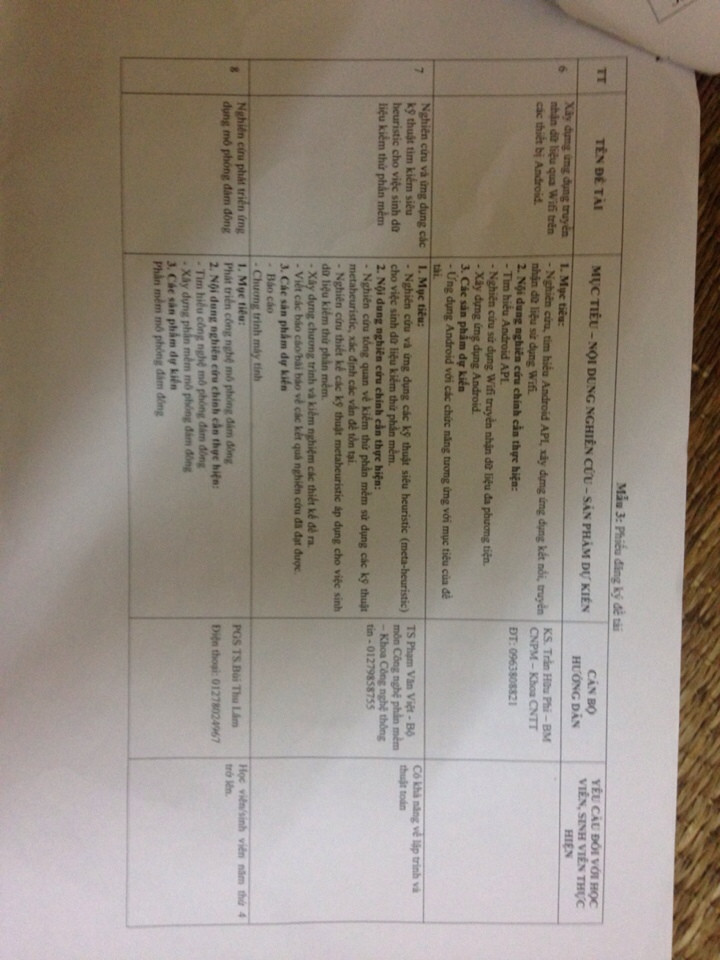 Mẫu 3: Phiếu đăng ký đề tài
TT
TÊN ĐỀ TÀI
MỤC TIÊU – NỘI DUNG NGHIÊN CỨU – SẢN PHẨM DỰ KIẾN
CÁN BỘ
HƯỚNG DẪN
YÊU CẦU ĐỐI VỚI HỌC
VIÊN, SINH VIÊN THỰC
HIỆN
6
Xây dựng ứng dụng truyền
nhận dữ liệu qua Wifi trên
các thiết bị Android.
1. Mục tiêu:
- Nghiên cứu, tìm hiểu Android API, xây dựng ứng dụng kết nối, truyền
nhận dữ liệu sử dụng Wifi.
2. Nội dung nghiên cứu chính cần thực hiện:
- Tìm hiểu Android API.
- Nghiên cứu sử dụng Wifi truyền nhận dữ liệu đa phương tiện.
- Xây dựng ứng dụng Android.
3. Các sản phẩm dự kiến
- Ứng dụng Android với các chức năng tương ứng với mục tiêu của đề
tài.
KS. Trần Hữu Phi – BM
CNPM – Khoa CNTT
ĐT: 0963808821
7
Nghiên cứu và ứng dụng các
kỹ thuật tìm kiếm siêu
heuristic cho việc sinh dữ
liệu kiểm thử phần mềm
1. Mục tiêu:
- Nghiên cứu và ứng dụng các kỹ thuật siêu heuristic (meta-heuristic)
cho việc sinh dữ liệu kiểm thử phần mềm.
2. Nội dung nghiên cứu chính cần thực hiện:
- Nghiên cứu tổng quan về kiểm thử phần mềm sử dụng các kỹ thuật
metaheuristic, xác định các vấn đề tồn tại.
- Nghiên cứu thiết kế các kỹ thuật metaheuristic áp dụng cho việc sinh
dữ liệu kiểm thử phần mềm.
- Xây dựng chương trình và kiểm nghiệm các thiết kế đề ra.
- Viết các báo cáo/bài báo về các kết quả nghiên cứu đã đạt được.
3. Các sản phẩm dự kiến
- Báo cáo
- Chương trình máy tính
TS Phạm Văn Việt - Bộ
môn Công nghệ phần mềm
– Khoa Công nghệ thông
tin - 01279858755
Có khả năng về lập trình và
thuật toán
8
Nghiên cứu phát triển ứng
dụng mô phỏng đám đông
1. Mục tiêu:
Phát triển công nghệ mô phỏng đám đông
2. Nội dung nghiên cứu chính cần thực hiện:
- Tìm hiểu công nghệ mô phỏng đám đông
- Xây dựng phần mềm mô phỏng đám đông
3. Các sản phẩm dự kiến
Phần mềm mô phỏng đám đông
PGS TS.Bùi Thu Lâm
Điện thoại: 01278024967
Học viên/sinh viên năm thứ 4
trở lên.